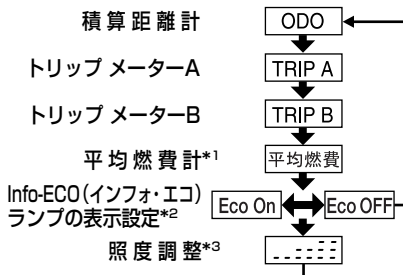 積算距離計 ODO
トリップ メーターA TRIP A
トリップ メーターB TRIP B
平均燃費計*1 平均燃費
Info-ECO(インフォ・エコ)
ランプの表示設定*2 Eco On Eco OFF
照度調整*3